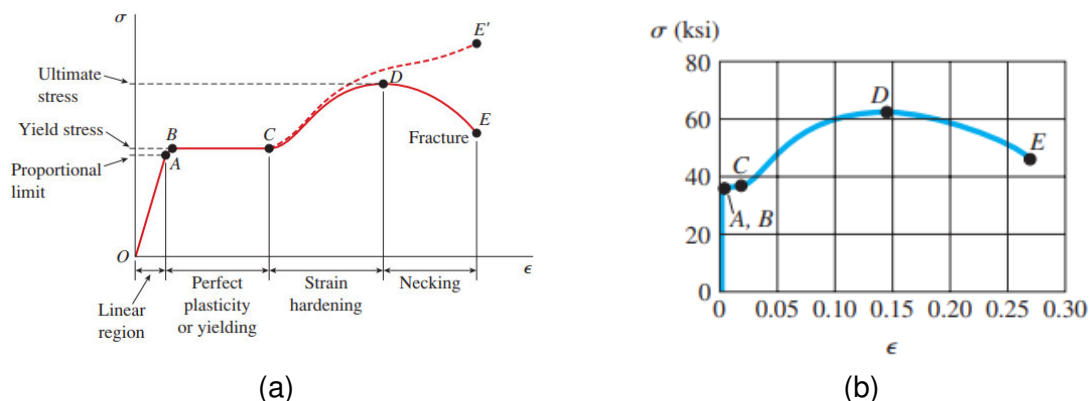 σ
E'
Ultimate
stress
D
Yield stress
B
C
E
Fracture
A
Proportional
limit
O
ϵ
Perfect
plasticity
or yielding
Strain
hardening
Necking
Linear
region
(a)
σ (ksi)
80
D
60
E
C
40
A, B
20
0
0 0.05 0.10 0.15 0.20 0.25 0.30
ϵ
(b)